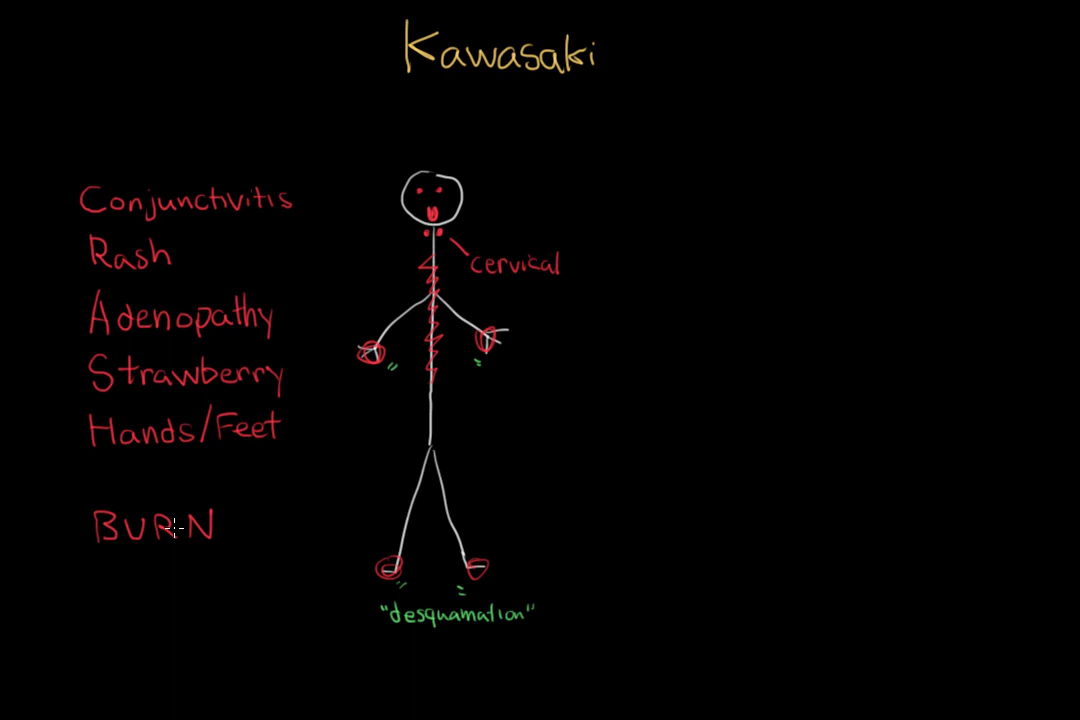 Kawasaki
Conjunctivitis
Rash
cervical
Adenopathy
Strawberry
Hands/Feet
BURN
"desquamation"